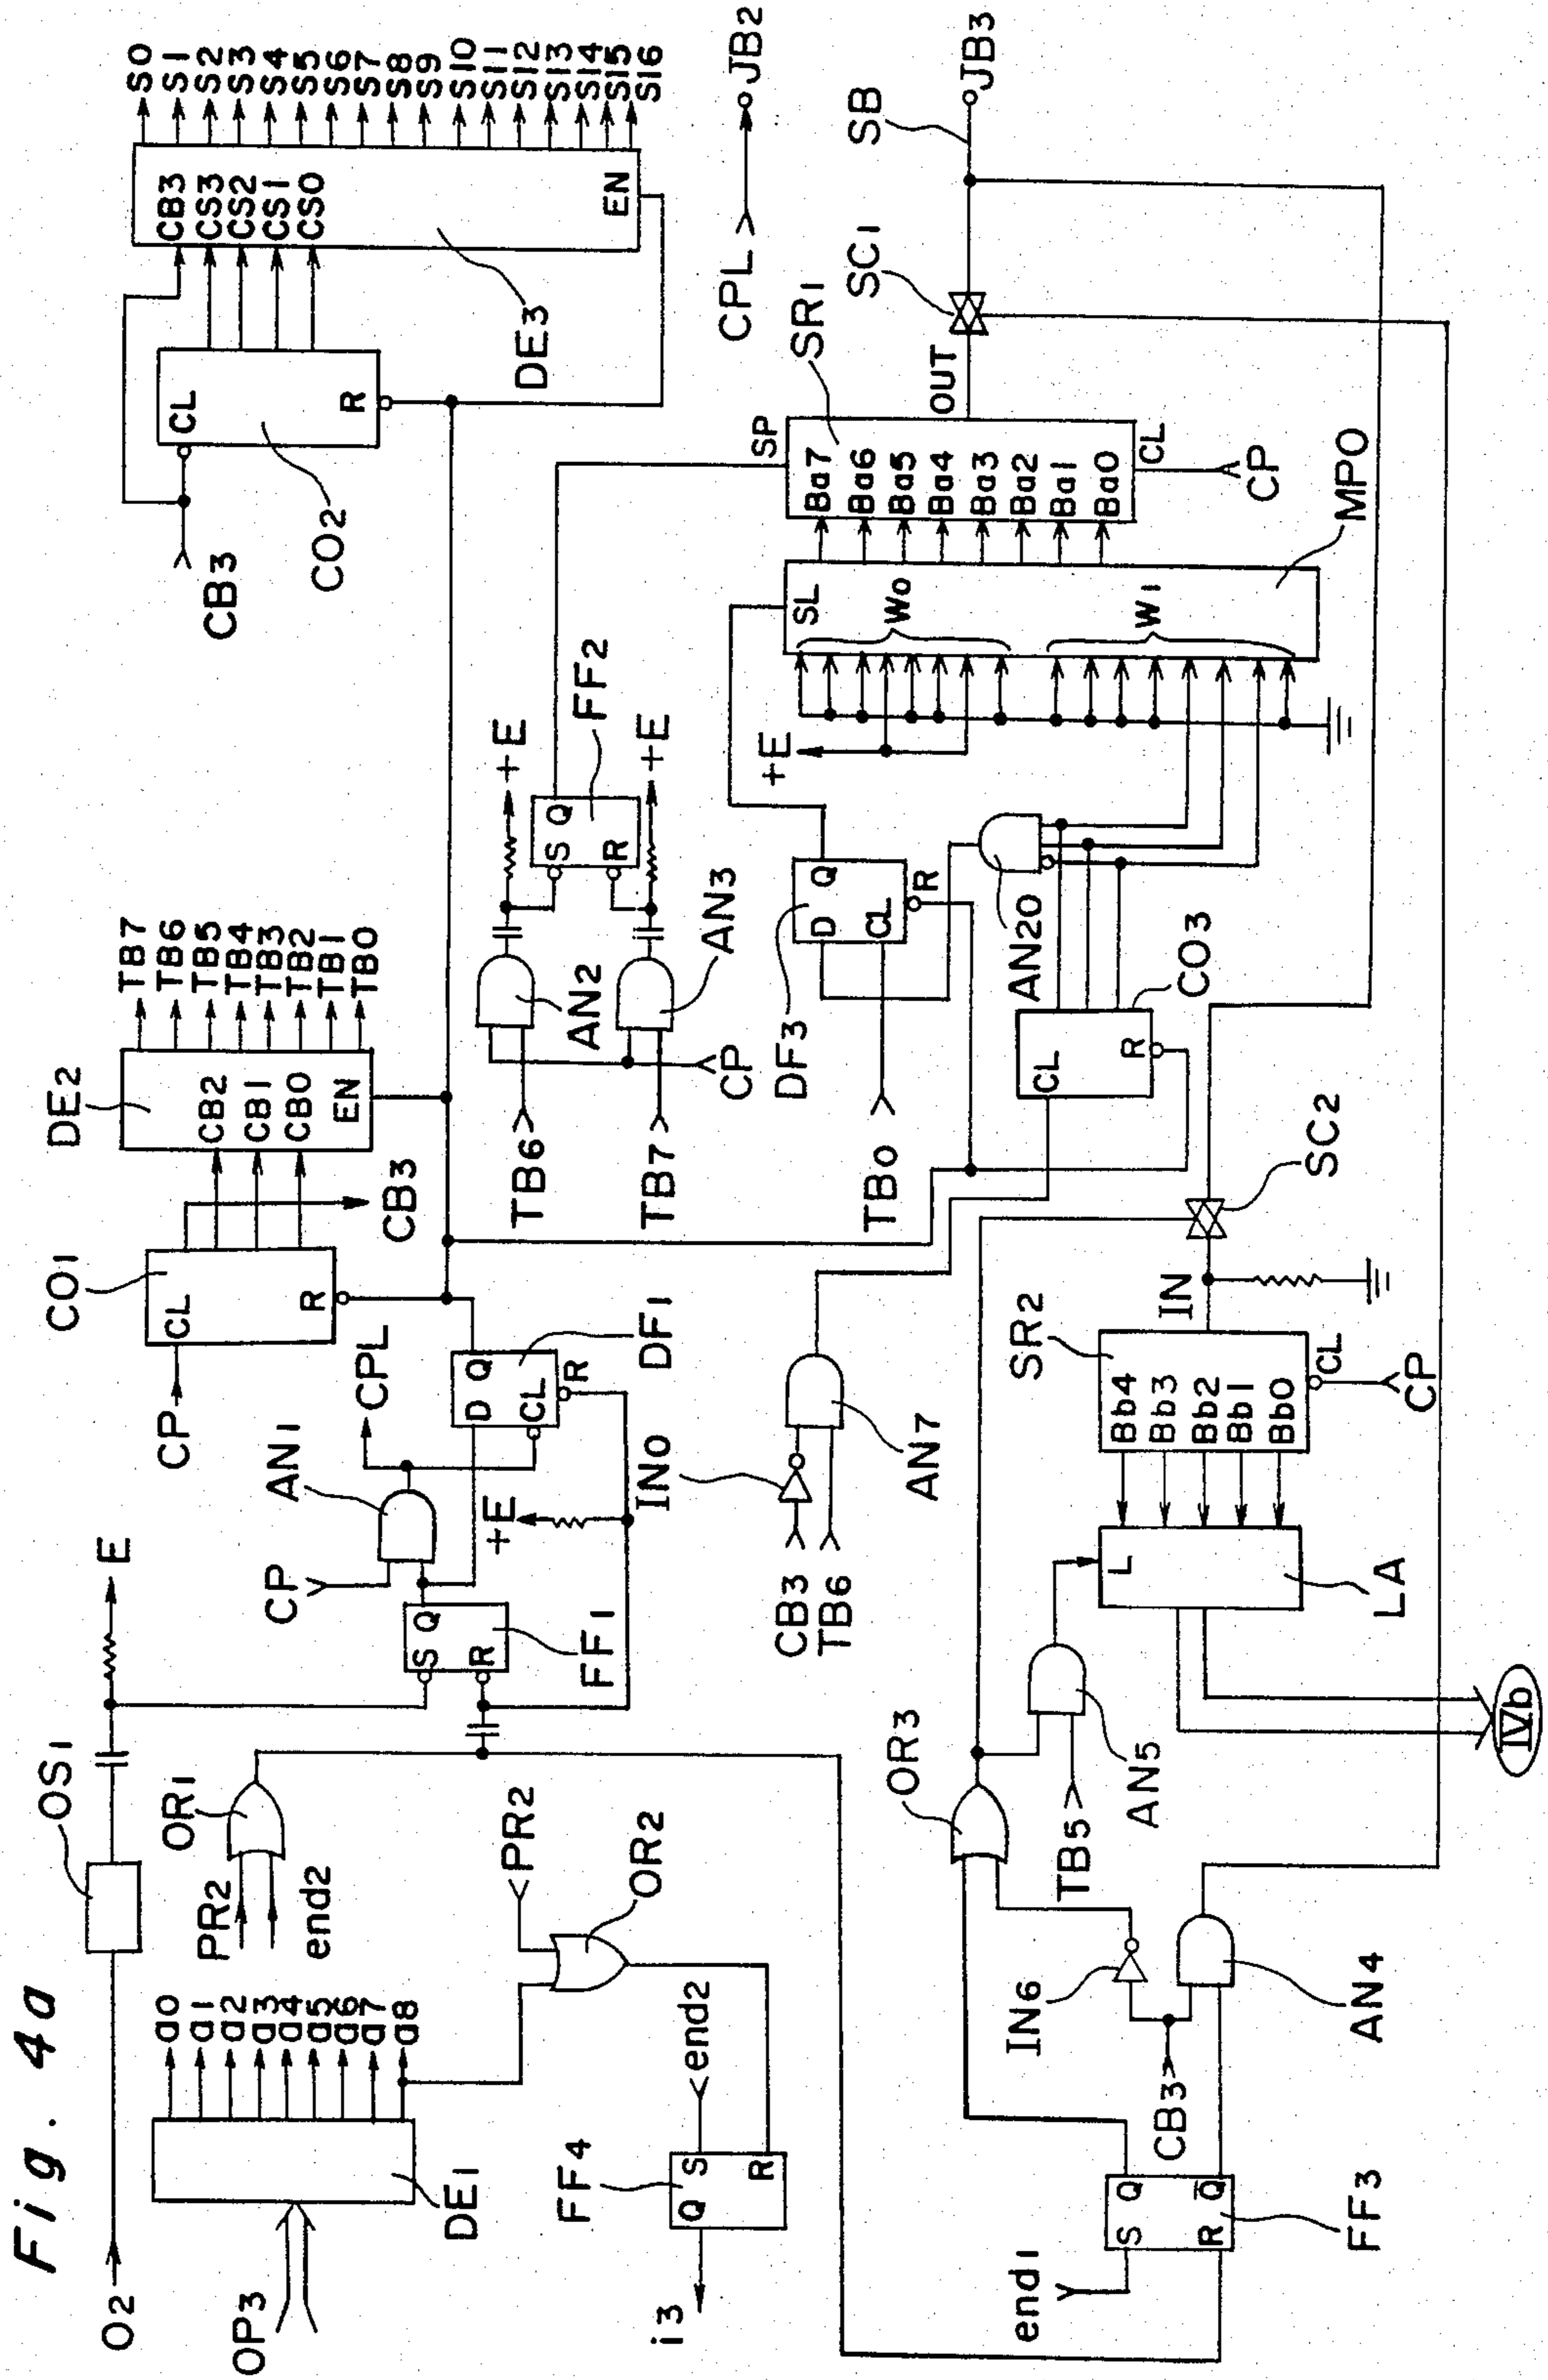 Fig. 4a
O2
OS1
E
OP3
DE1
a0
a1
a2
a3
a4
a5
a6
a7
a8
PR2
end2
ORI
PR2
OR2
FF4
Q
S
R
end2
i3
CP
AN1
CPL
S
Q
R
FF1
+E
D
Q
CL
R
DF1
CP
CO1
CL
R
CB3
DE2
CB2
CB1
CB0
EN
TB7
TB6
TB5
TB4
TB3
TB2
TB1
TB0
CB3
CL
R
CO2
CB3
CS3
CS2
CS1
CS0
EN
DE3
S0
S1
S2
S3
S4
S5
S6
S7
S8
S9
S10
S11
S12
S13
S14
S15
S16
TB6
TB7
CP
AN2
AN3
+E
+E
S
Q
R
FF2
CPL
JB2
IN0
CB3
TB6
AN7
TB0
DF3
D
Q
CL
R
AN20
CL
R
CO3
+E
SL
W0
W1
MPO
SP
Ba7
Ba6
Ba5
Ba4
Ba3
Ba2
Ba1
Ba0
OUT
CL
CP
SR1
SC1
SB
JB3
end1
S
Q
R
Q
FF3
CB3
IN6
AN4
OR3
TB5
AN5
L
LA
SR2
Bb4
Bb3
Bb2
Bb1
Bb0
IN
CL
CP
SC2
IVb